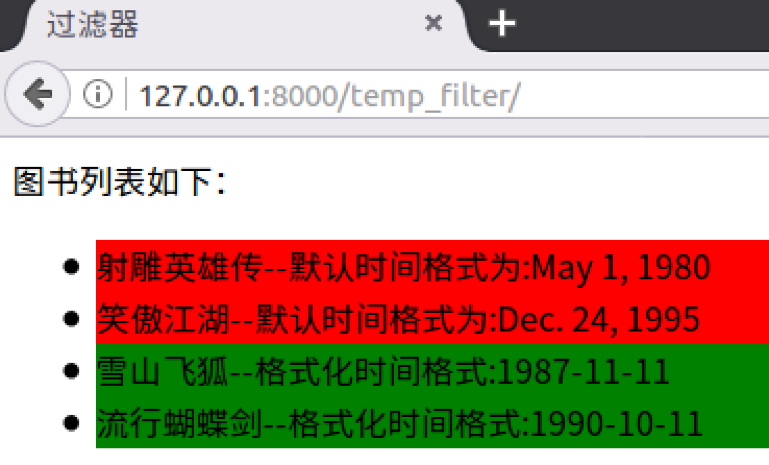 过滤器
127.0.0.1:8000/temp_filter/
图书列表如下：
射雕英雄传--默认时间格式为:May 1, 1980
笑傲江湖--默认时间格式为:Dec. 24, 1995
雪山飞狐--格式化时间格式:1987-11-11
流行蝴蝶剑--格式化时间格式:1990-10-11